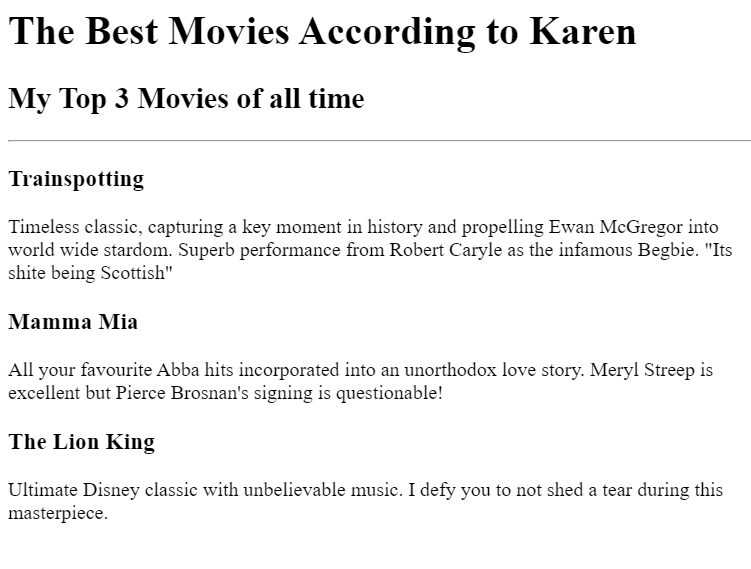 The Best Movies According to Karen
My Top 3 Movies of all time
Trainspotting
Timeless classic, capturing a key moment in history and propelling Ewan McGregor into
world wide stardom. Superb performance from Robert Caryle as the infamous Begbie. "Its
shite being Scottish"
Mamma Mia
All your favourite Abba hits incorporated into an unorthodox love story. Meryl Streep is
excellent but Pierce Brosnan's signing is questionable!
The Lion King
Ultimate Disney classic with unbelievable music. I defy you to not shed a tear during this
masterpiece.